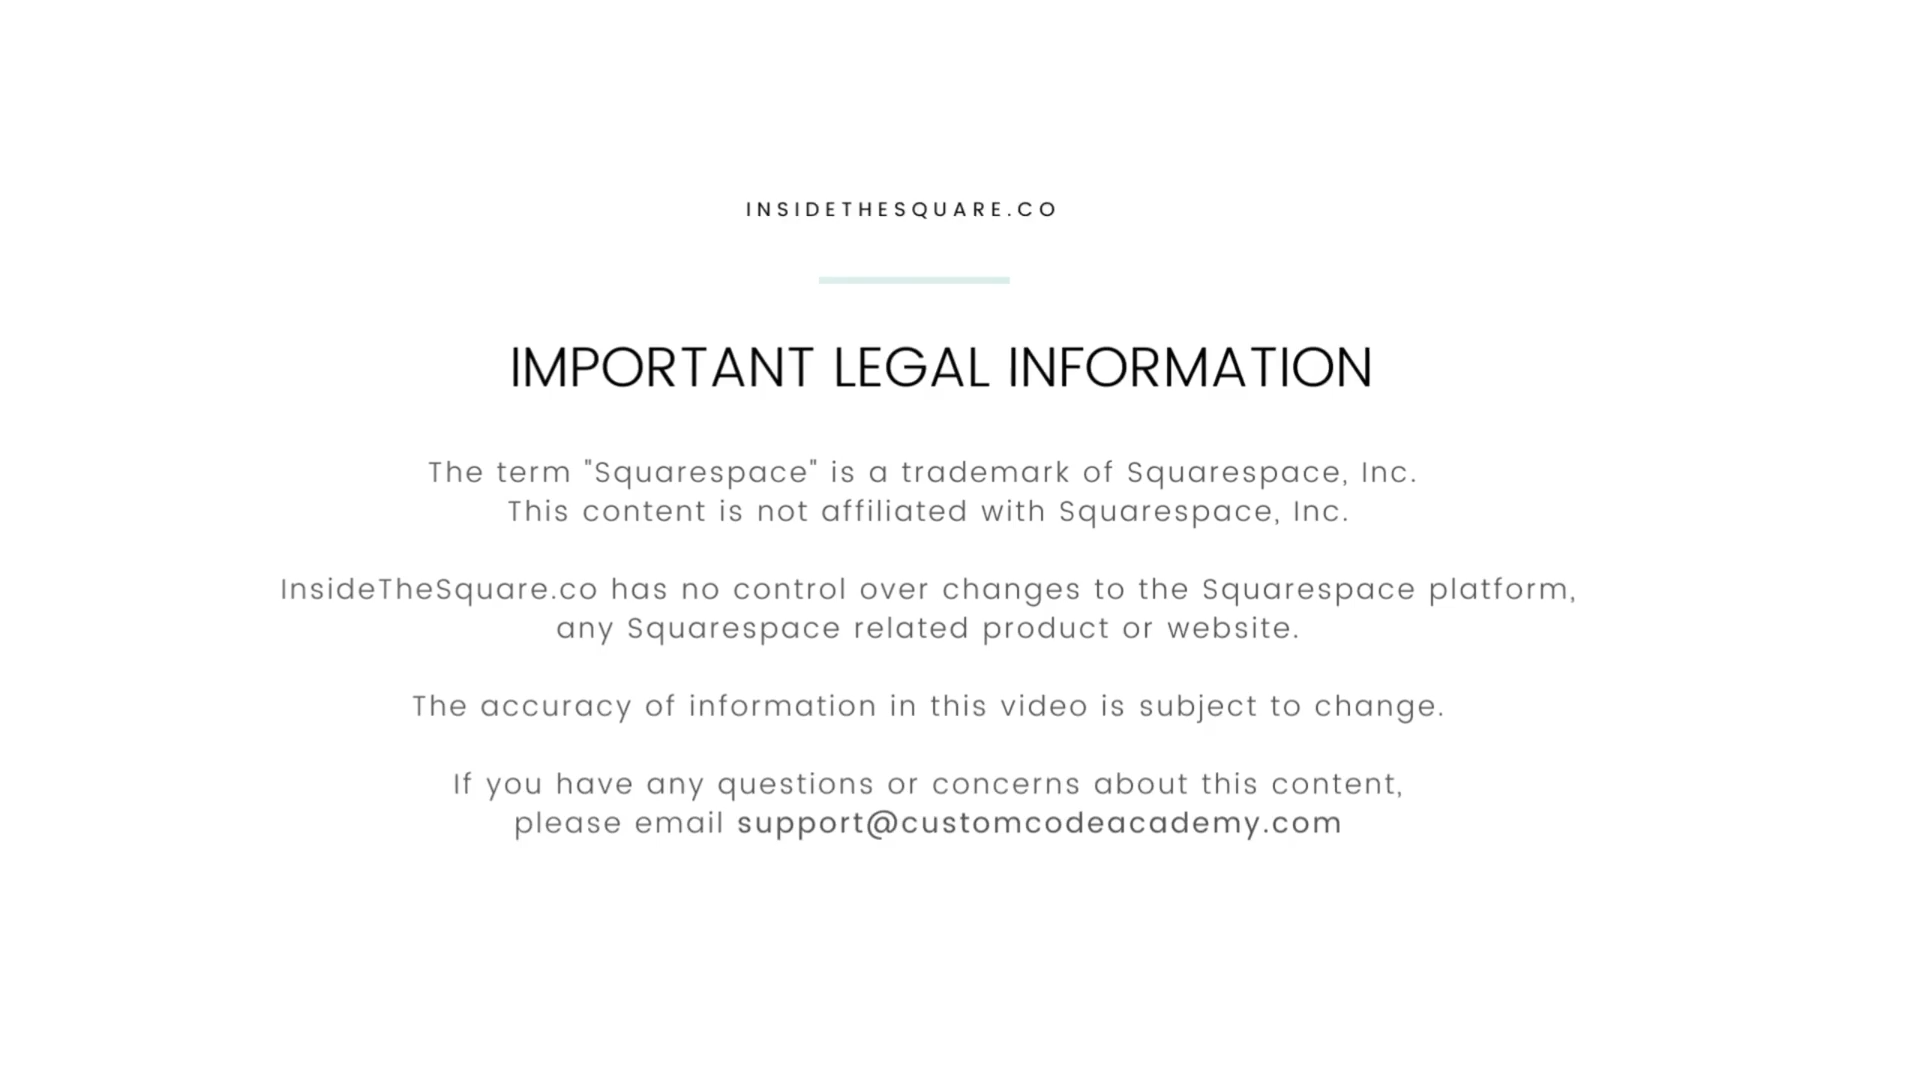 INSIDETHESQUARE.CO
IMPORTANT LEGAL INFORMATION
The term "Squarespace" is a trademark of Squarespace, Inc.
This content is not affiliated with Squarespace, Inc.
InsideTheSquare.co has no control over changes to the Squarespace platform,
any Squarespace related product or website.
The accuracy of information in this video is subject to change.
If you have any questions or concerns about this content,
please email support@customcodeacademy.com